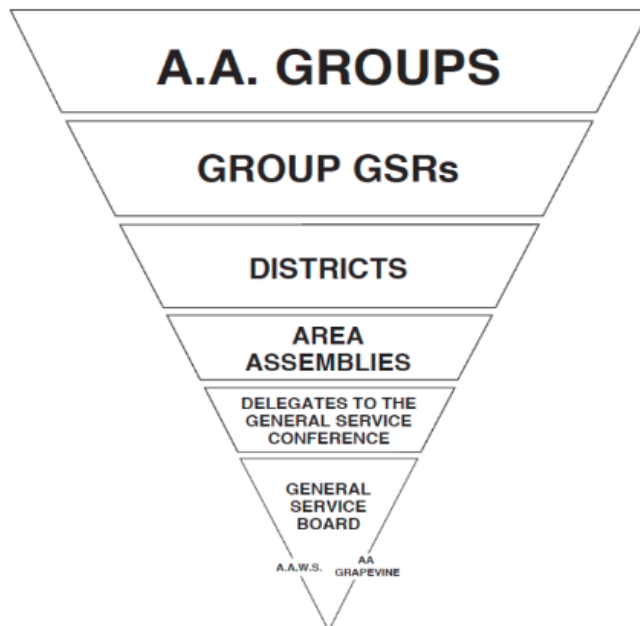 A.A. GROUPS
GROUP GSRs
DISTRICTS
AREA
ASSEMBLIES
DELEGATES TO THE
GENERAL SERVICE
CONFERENCE
GENERAL
SERVICE
BOARD
A.A.W.S.
AA
GRAPEVINE